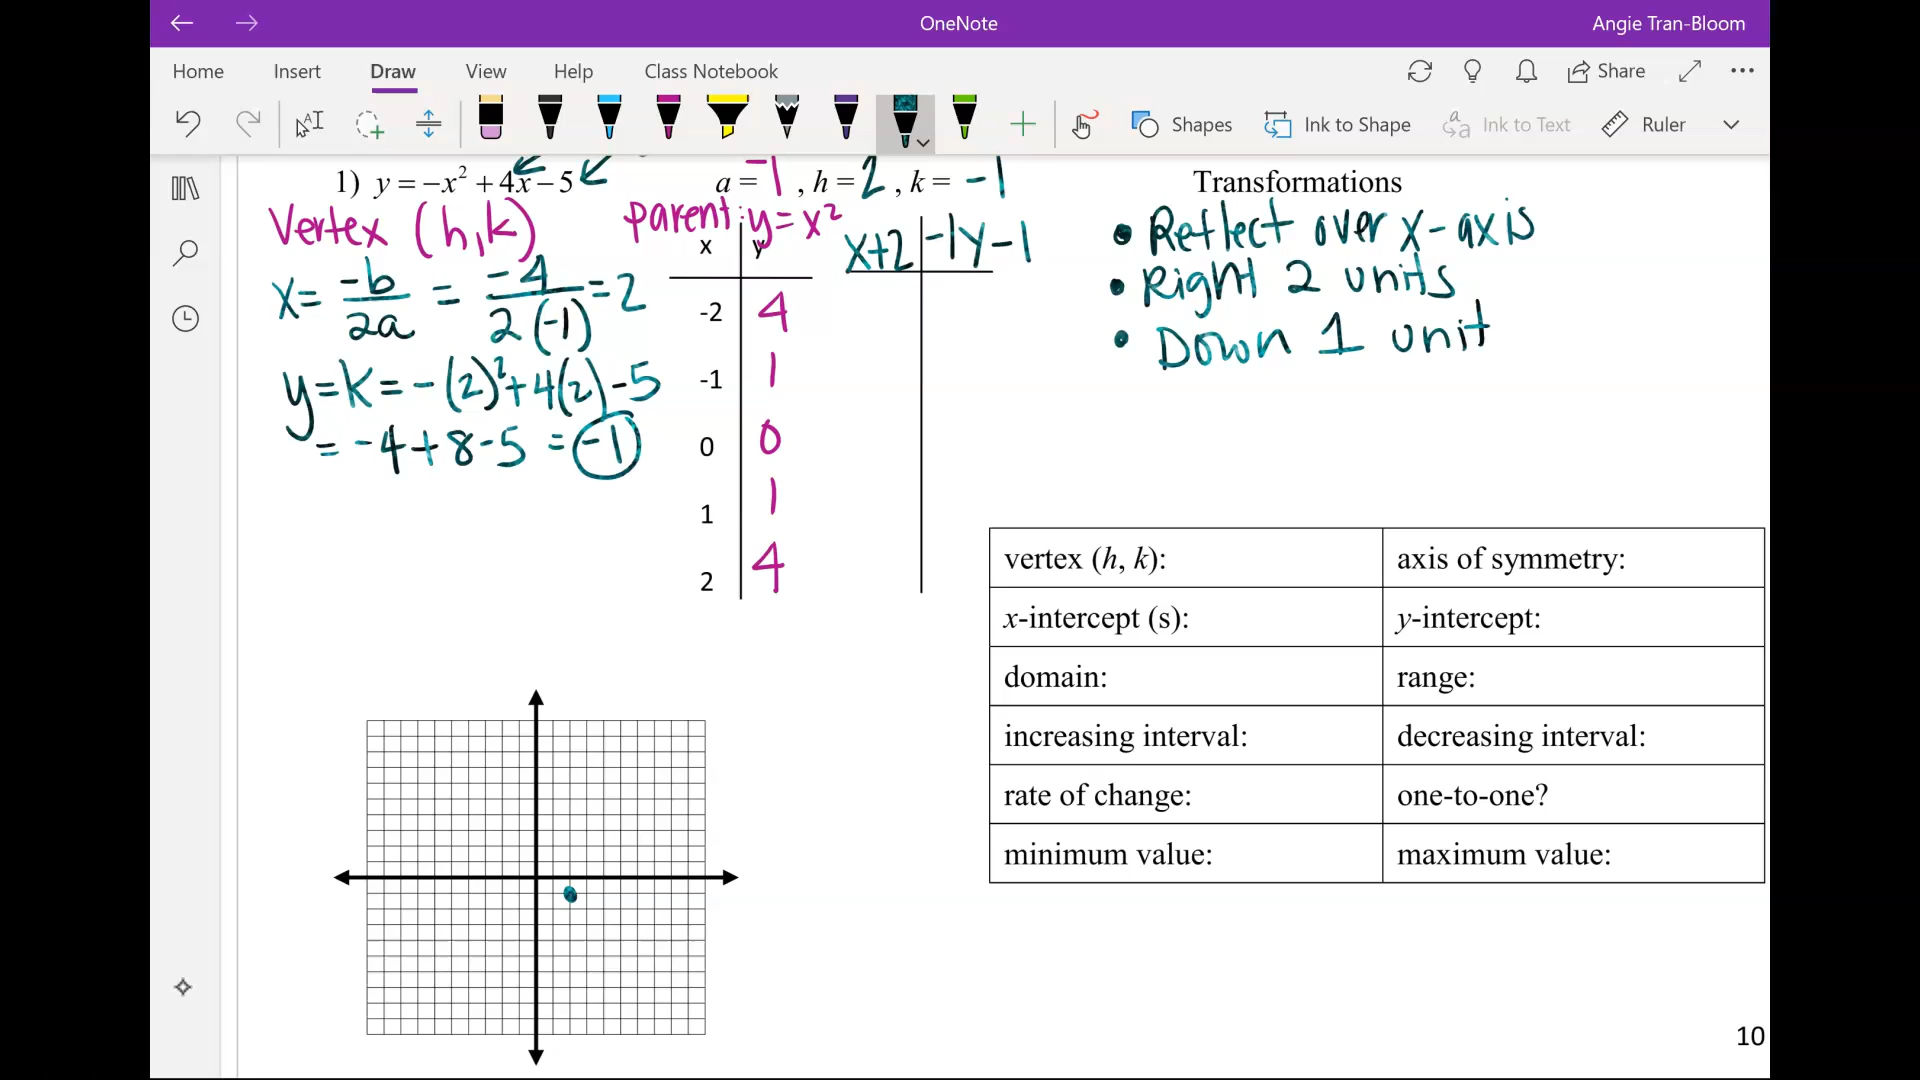 OneNote
Angie Tran-Bloom
Home Insert Draw View Help Class Notebook Share
Shapes Ink to Shape Ink to Text Ruler
1) y = −x² + 4x − 5
a = -1 , h = 2 , k = -1
Transformations
Vertex (h,k)
parent: y = x²
• Reflect over x-axis
• Right 2 units
• Down 1 unit
x = -b/2a = -4/2(-1) = 2
y = k = -(2)² + 4(2) - 5
= -4 + 8 - 5 = -1
x y x+2 -1y-1
-2 4
-1 1
0 0
1 1
2 4
vertex (h, k): axis of symmetry:
x-intercept (s): y-intercept:
domain: range:
increasing interval: decreasing interval:
rate of change: one-to-one?
minimum value: maximum value:
10